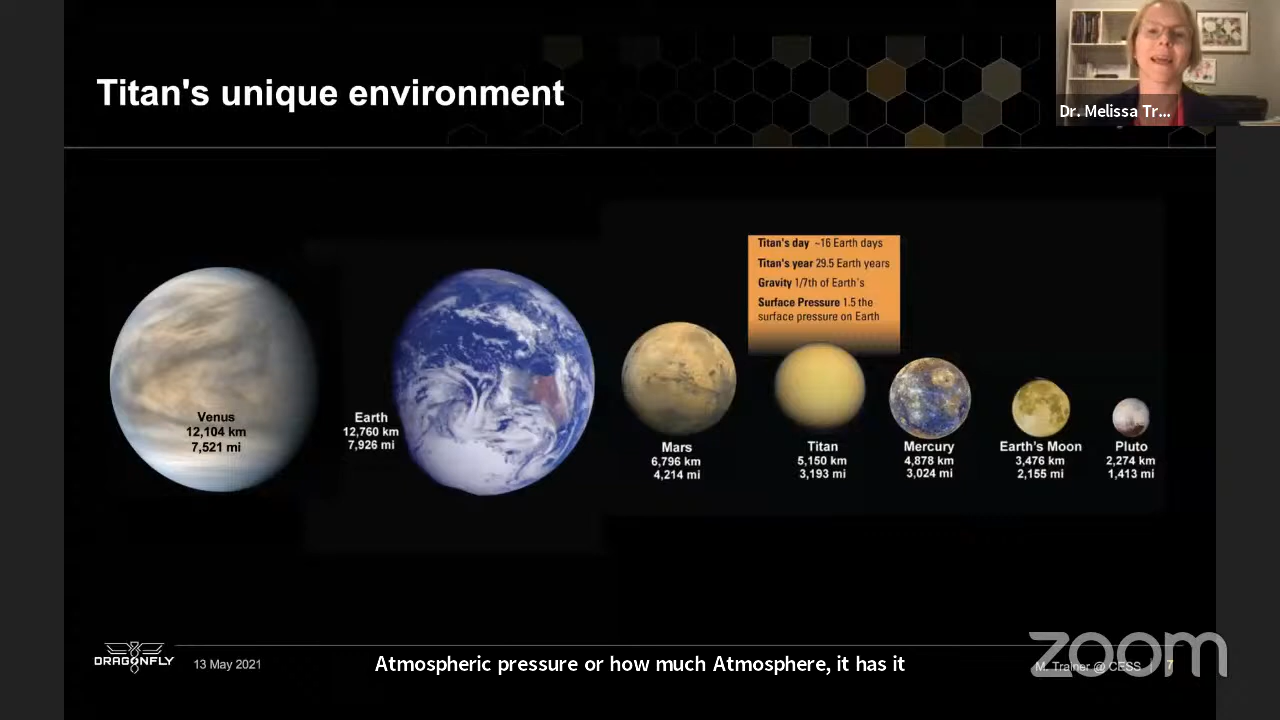 Titan's unique environment
Dr. Melissa Tr...
Titan's day ~16 Earth days
Titan's year 29.5 Earth years
Gravity 1/7th of Earth's
Surface Pressure 1.5 the
surface pressure on Earth
Venus
12,104 km
7,521 mi
Earth
12,760 km
7,926 mi
Mars
6,796 km
4,214 mi
Titan
5,150 km
3,193 mi
Mercury
4,878 km
3,024 mi
Earth's Moon
3,476 km
2,155 mi
Pluto
2,274 km
1,413 mi
DRAGONFLY
13 May 2021
Atmospheric pressure or how much Atmosphere, it has it
M. Trainer @ CESS | 7
zoom